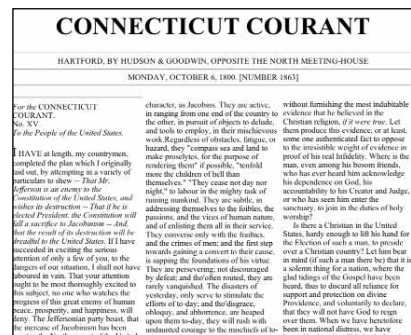 CONNECTICUT COURANT
HARTFORD, BY HUDSON & GOODWIN, OPPOSITE THE NORTH MEETING-HOUSE
MONDAY, OCTOBER 6, 1800. [NUMBER 1863]
For the CONNECTICUT
COURANT.
No. XV.
To the People of the United States.
I HAVE at length, my countrymen,
completed the plan which I originally
laid out, by attempting in a variety of
particulars to shew -- That Mr.
Jefferson is an enemy to the
Constitution of the United States, and
wishes its destruction -- That if he is
elected President, the Constitution will
fall a sacrifice to Jacobinism -- And,
that the result of its destruction will be
dreadful to the United States. If I have
succeeded in exciting the serious
attention of only a few of you, to the
dangers of our situation, I shall not have
laboured in vain. That your attention
ought to be most thoroughly excited to
this subject, no one who watches the
progress of this great enemy of human
peace, prosperity, and happiness, will
deny. The Jeffersonian party boast, that
the increase of Jacobinism has been
character, as Jacobins. They are active,
in ranging from one end of the country to
the other, in pursuit of objects to delude,
and tools to employ, in their mischievous
work. Regardless of obstacles, fatigue, or
hazard, they "compass sea and land to
make proselytes, for the purpose of
rendering them" if possible, "tenfold
more the children of hell than
themselves." "They cease not day nor
night," to labour in the mighty task of
ruining mankind. They are subtle, in
addressing themselves to the foibles, the
passions, and the vices of human nature,
and of enlisting them all in their service.
They converse only with the frailties,
and the crimes of men; and the first step
towards gaining a convert to their cause,
is sapping the foundations of his virtue.
They are persevering; not discouraged
by defeat; and tho'often routed, they are
rarely vanquished. The disasters of
yesterday, only serve to stimulate the
efforts of to-day; and tho'disgrace,
obloquy, and abhorrence, are heaped
upon them to-day, they will rush with
undaunted courage to the mischiefs of to-
without furnishing the most indubitable
evidence that he believed in the
Christian religion, if it were true. Let
them produce this evidence; or at least,
some one authenticated fact to oppose
to the irresistible weight of evidence in
proof of his real Infidelity. Where is the
man, even among his bosom friends,
who has ever heard him acknowledge
his dependence on God, his
accountability to his Creator and Judge,
or who has seen him enter the
sanctuary, to join in the duties of holy
worship?
Is there a Christian in the United
States, hardy enough to lift his hand for
the Election of such a man, to preside
over a Christian country? Let him bear
in mind (if such a man there be) that it is
a solemn thing for a nation, where the
glad tidings of the Gospel have been
heard, thus to discard all reliance for
support and protection on divine
Providence, and voluntarily to declare,
that they will not have God to reign
over them. When we have heretofore
been in national distress, we have